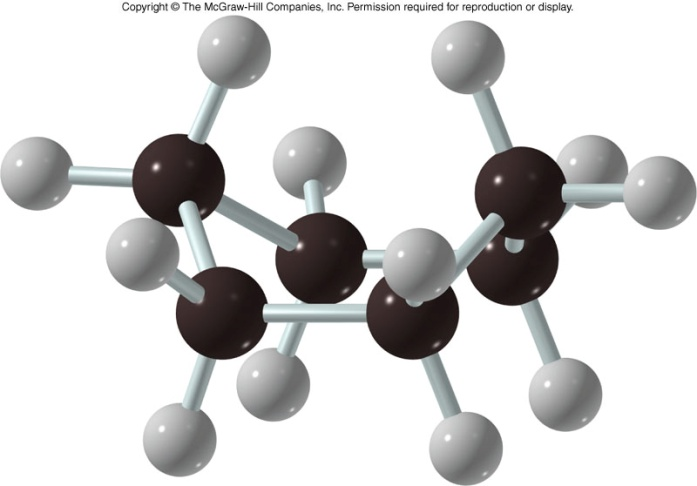 Copyright © The McGraw-Hill Companies, Inc. Permission required for reproduction or display.